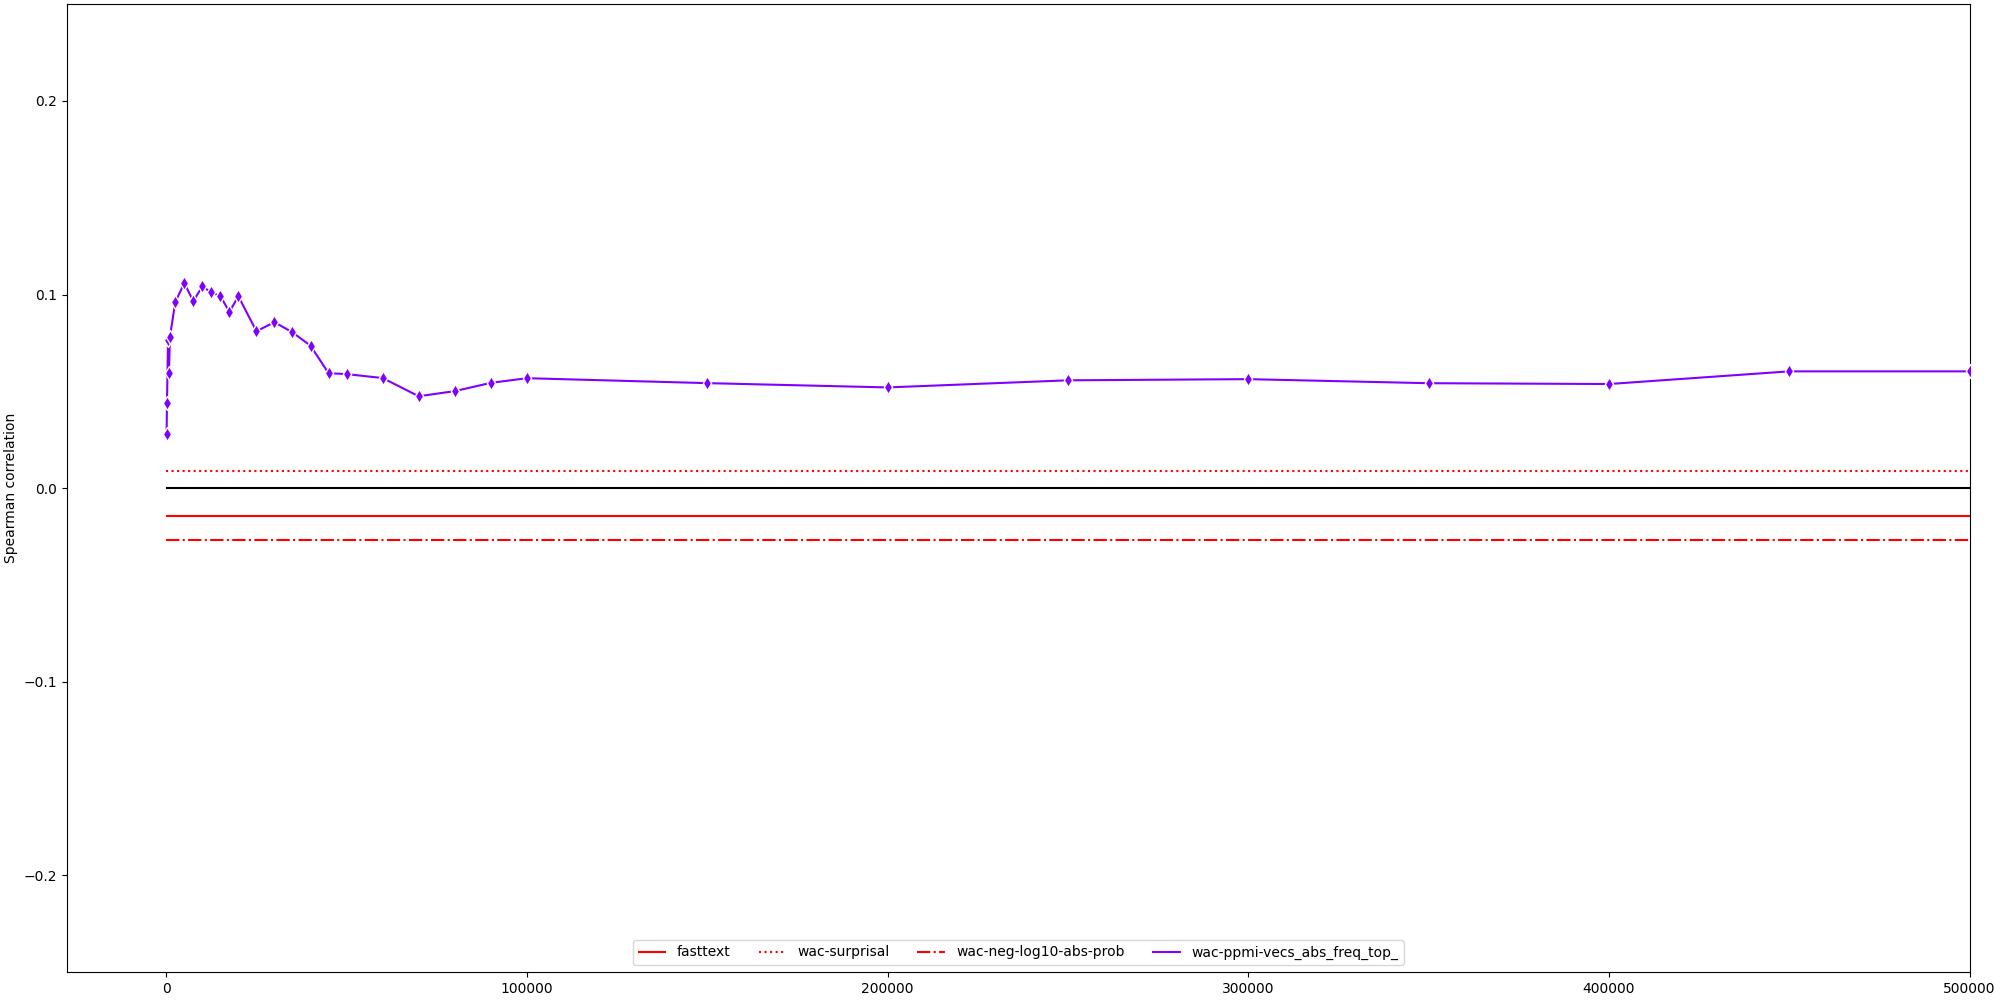 Spearman correlation
0.2
0.1
0.0
−0.1
−0.2
fasttext wac-surprisal wac-neg-log10-abs-prob wac-ppmi-vecs_abs_freq_top_
0 100000 200000 300000 400000 500000